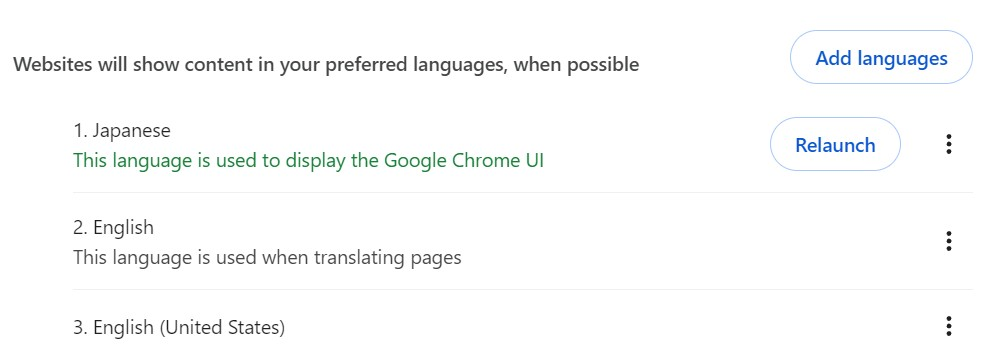 Websites will show content in your preferred languages, when possible
Add languages
1. Japanese
This language is used to display the Google Chrome UI
Relaunch
2. English
This language is used when translating pages
3. English (United States)